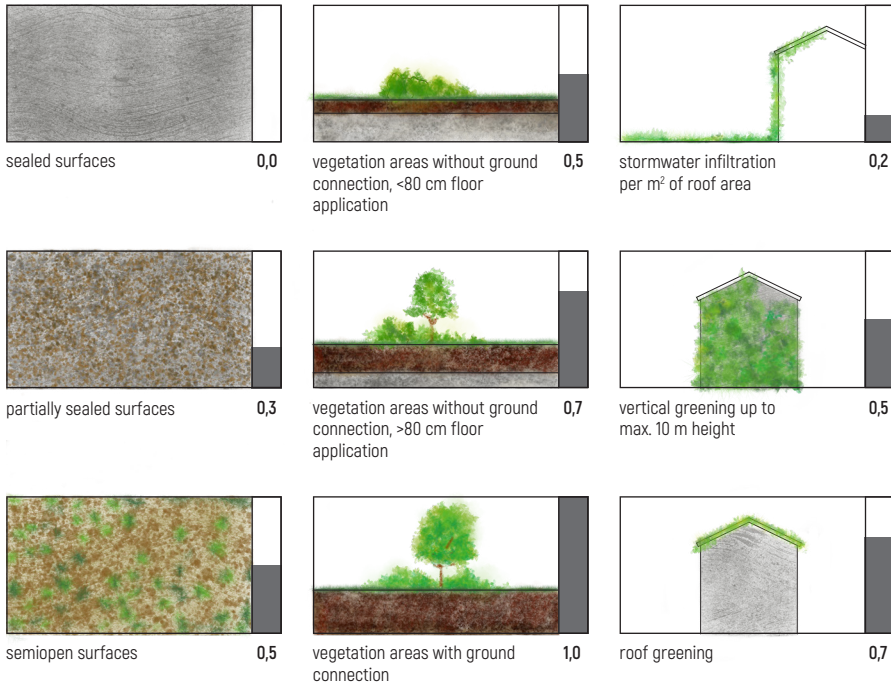 sealed surfaces 0,0
vegetation areas without ground 0,5
connection, <80 cm floor
application
stormwater infiltration 0,2
per m² of roof area
partially sealed surfaces 0,3
vegetation areas without ground 0,7
connection, >80 cm floor
application
vertical greening up to 0,5
max. 10 m height
semiopen surfaces 0,5
vegetation areas with ground 1,0
connection
roof greening 0,7